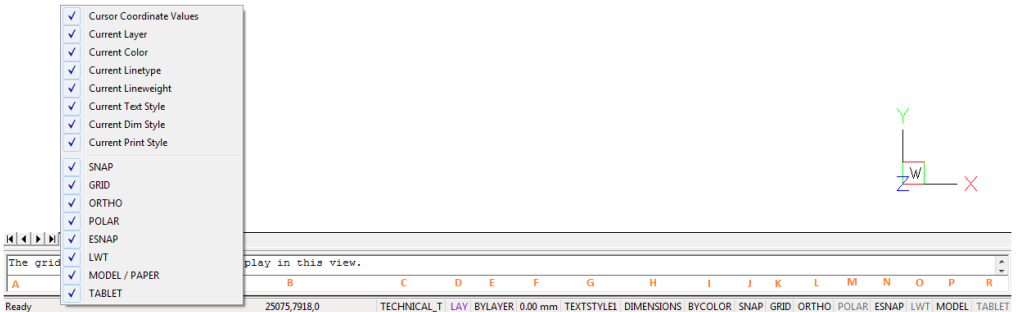 Cursor Coordinate Values
Current Layer
Current Color
Current Linetype
Current Lineweight
Current Text Style
Current Dim Style
Current Print Style
SNAP
GRID
ORTHO
POLAR
ESNAP
LWT
MODEL / PAPER
TABLET
Y
W
Z X
The grid play in this view.
A B C D E F G H I J K L M N O P R
Ready 25075,7918,0 TECHNICAL_T LAY BYLAYER 0.00 mm TEXTSTYLE1 DIMENSIONS BYCOLOR SNAP GRID ORTHO POLAR ESNAP LWT MODEL TABLET